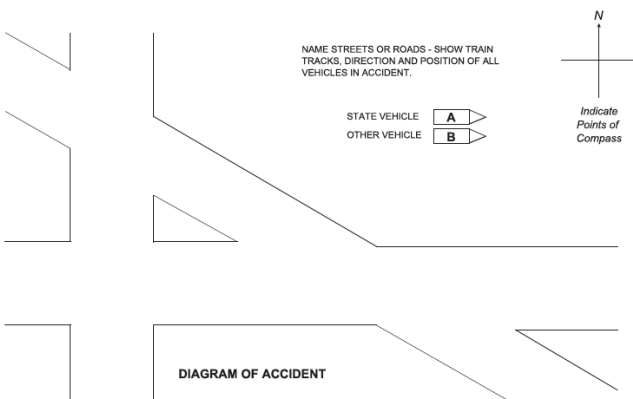 N
NAME STREETS OR ROADS - SHOW TRAIN
TRACKS, DIRECTION AND POSITION OF ALL
VEHICLES IN ACCIDENT.
STATE VEHICLE A
OTHER VEHICLE B
Indicate
Points of
Compass
DIAGRAM OF ACCIDENT